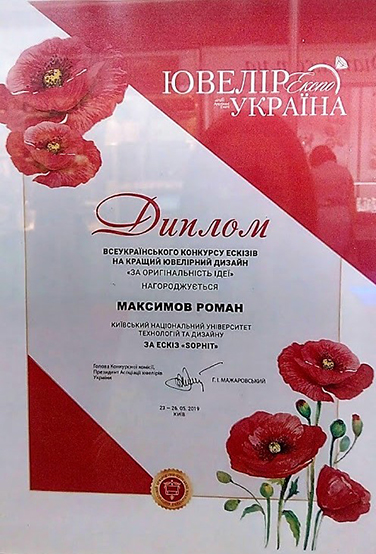 ЮВЕЛІР Експо
УКРАЇНА
Диплом
ВСЕУКРАЇНСЬКОГО КОНКУРСУ ЕСКІЗІВ
НА КРАЩИЙ ЮВЕЛІРНИЙ ДИЗАЙН
«ЗА ОРИГІНАЛЬНІСТЬ ІДЕЇ»
НАГОРОДЖУЄТЬСЯ
МАКСИМОВ РОМАН
КИЇВСЬКИЙ НАЦІОНАЛЬНИЙ УНІВЕРСИТЕТ
ТЕХНОЛОГІЙ ТА ДИЗАЙНУ
ЗА ЕСКІЗ «SOPHIT»
Голова Конкурсної комісії,
Президент Асоціації ювелірів
України
Г. І. МАЖАРОВСЬКИЙ
23 – 26. 05. 2019
КИЇВ